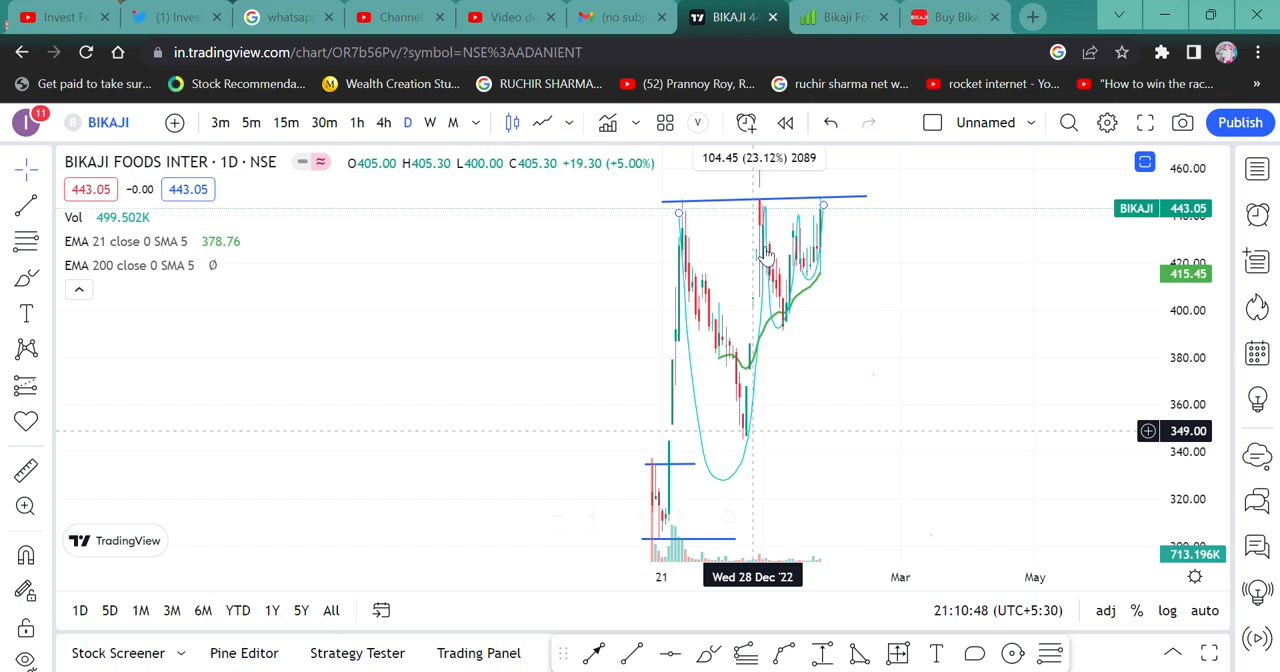 Invest Fo
(1) Invest
whatsapp
Channel
Video de
(no subje
BIKAJI 44
Bikaji Fo
BIKAJI
Buy Bika
in.tradingview.com/chart/OR7b56Pv/?symbol=NSE%3AADANIENT
Get paid to take sur...
Stock Recommenda...
Wealth Creation Stu...
RUCHIR SHARMA...
(52) Prannoy Roy, R...
ruchir sharma net w...
rocket internet - Yo...
"How to win the rac...
I 11
B BIKAJI
3m 5m 15m 30m 1h 4h D W M
V
Unnamed
Publish
BIKAJI FOODS INTER · 1D · NSE
O405.00 H405.30 L400.00 C405.30 +19.30 (+5.00%)
104.45 (23.12%) 2089
443.05 -0.00 443.05
Vol 499.502K
EMA 21 close 0 SMA 5 378.76
EMA 200 close 0 SMA 5 Ø
460.00
BIKAJI 443.05
415.45
400.00
380.00
360.00
349.00
340.00
320.00
713.196K
TradingView
21
Wed 28 Dec '22
Mar
May
1D 5D 1M 3M 6M YTD 1Y 5Y All
21:10:48 (UTC+5:30)
adj % log auto
Stock Screener
Pine Editor
Strategy Tester
Trading Panel